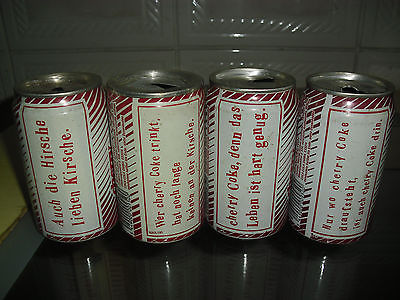 Auch die Hirsche
lieben Kirsche.
Wer cherry Coke trinkt,
hat noch lange
keinen an der Kirsche.
cherry Coke, denn das
Leben ist hart genug.
Nur wo cherry Coke
draufsteht,
ist auch cherry Coke drin.